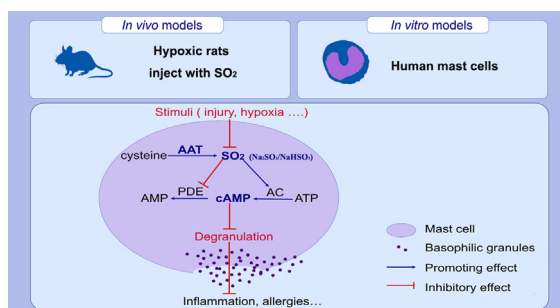 In vivo models
Hypoxic rats
inject with SO₂
In vitro models
Human mast cells
Stimuli ( injury, hypoxia ....)
cysteine AAT SO₂ (Na₂SO₃/NaHSO₃)
PDE AC
AMP cAMP ATP
Degranulation
Inflammation, allergies...
Mast cell
Basophilic granules
Promoting effect
Inhibitory effect